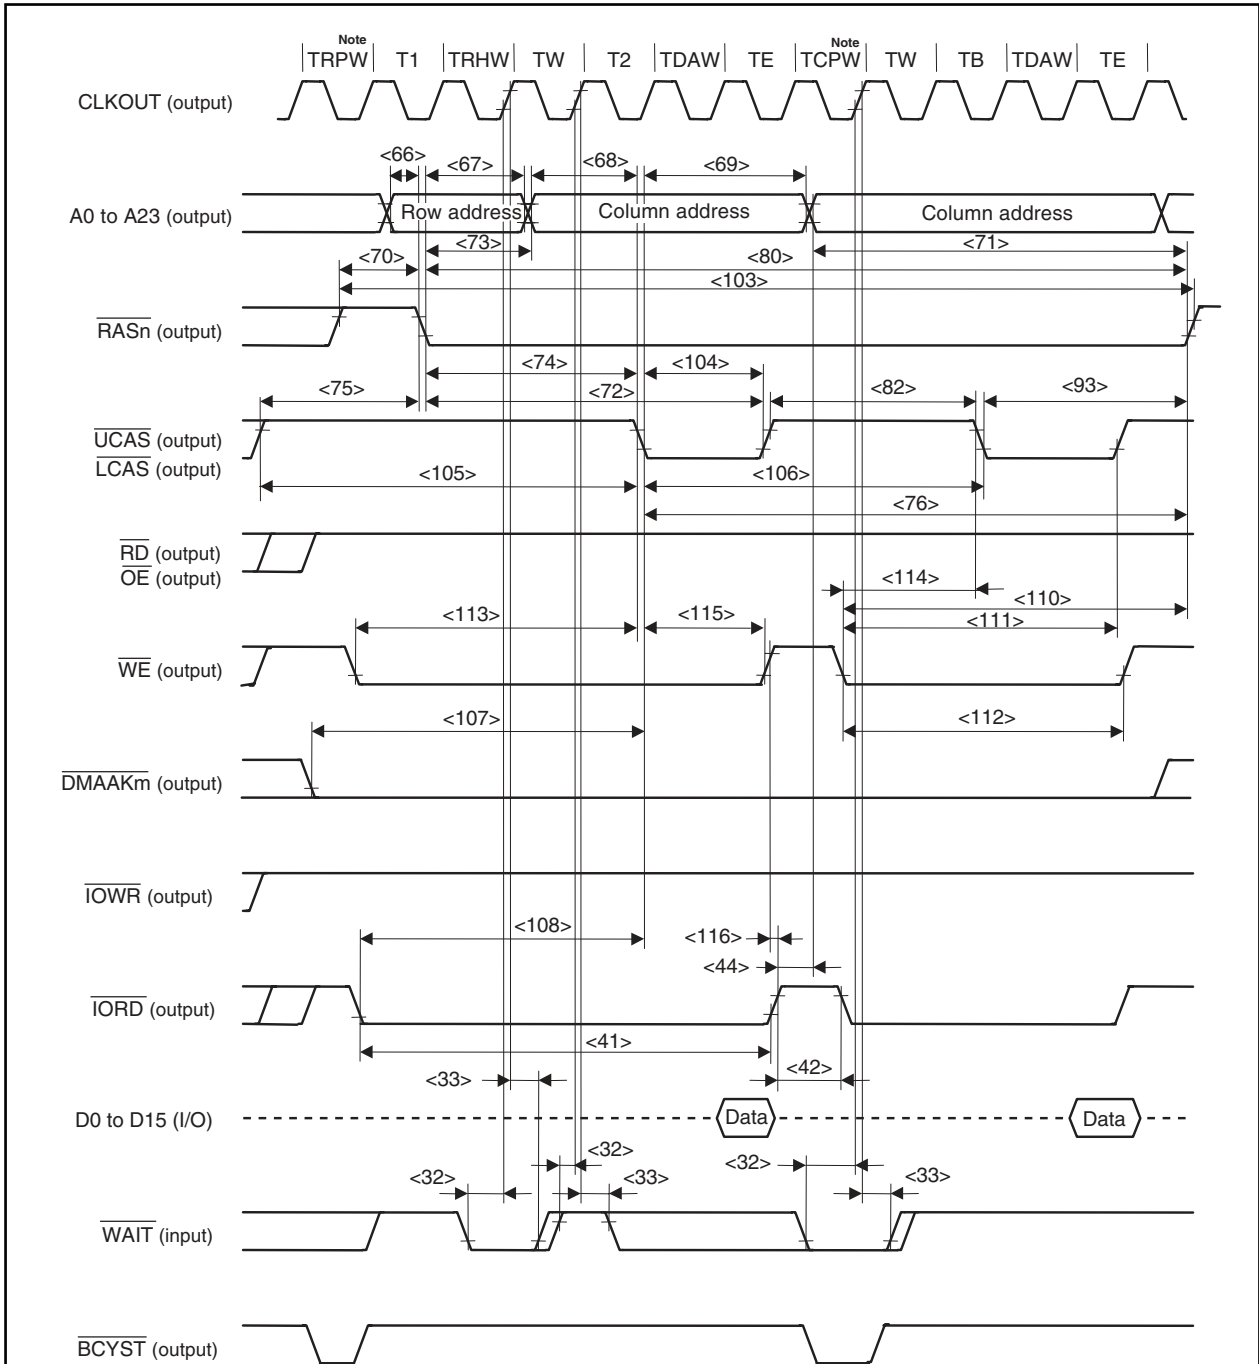 Note Note
TRPW T1 TRHW TW T2 TDAW TE TCPW TW TB TDAW TE
CLKOUT (output)
<66> <67> <68> <69>
A0 to A23 (output) Row address Column address Column address
<70> <73> <80> <71>
<103>
RASn (output)
<74> <104>
<75> <72> <82> <93>
UCAS (output)
LCAS (output)
<105> <106>
<76>
RD (output)
OE (output)
<114>
<110>
<113> <115> <111>
WE (output)
<107> <112>
DMAAKm (output)
IOWR (output)
<108> <116>
<44>
IORD (output)
<41>
<33> <42>
D0 to D15 (I/O) Data Data
<32> <32>
<32> <33> <33>
WAIT (input)
BCYST (output)